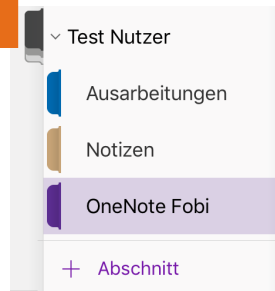 Test Nutzer
Ausarbeitungen
Notizen
OneNote Fobi
+ Abschnitt